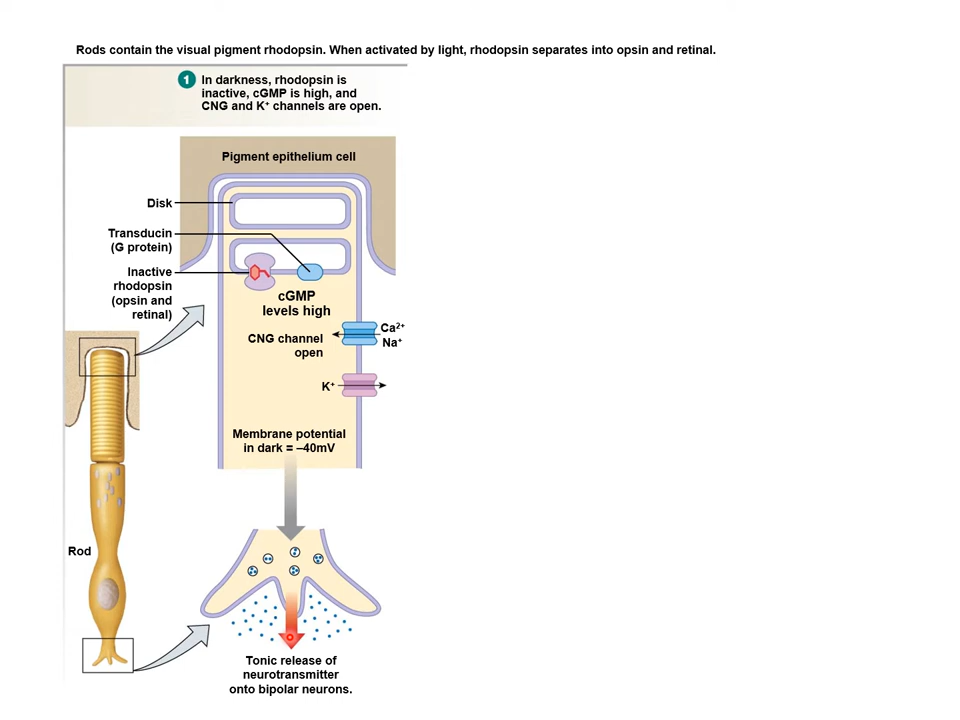 Rods contain the visual pigment rhodopsin. When activated by light, rhodopsin separates into opsin and retinal.
1 In darkness, rhodopsin is
inactive, cGMP is high, and
CNG and K⁺ channels are open.
Pigment epithelium cell
Disk
Transducin
(G protein)
Inactive
rhodopsin
(opsin and
retinal)
cGMP
levels high
CNG channel
open
Ca²⁺
Na⁺
K⁺
Membrane potential
in dark = –40mV
Rod
Tonic release of
neurotransmitter
onto bipolar neurons.